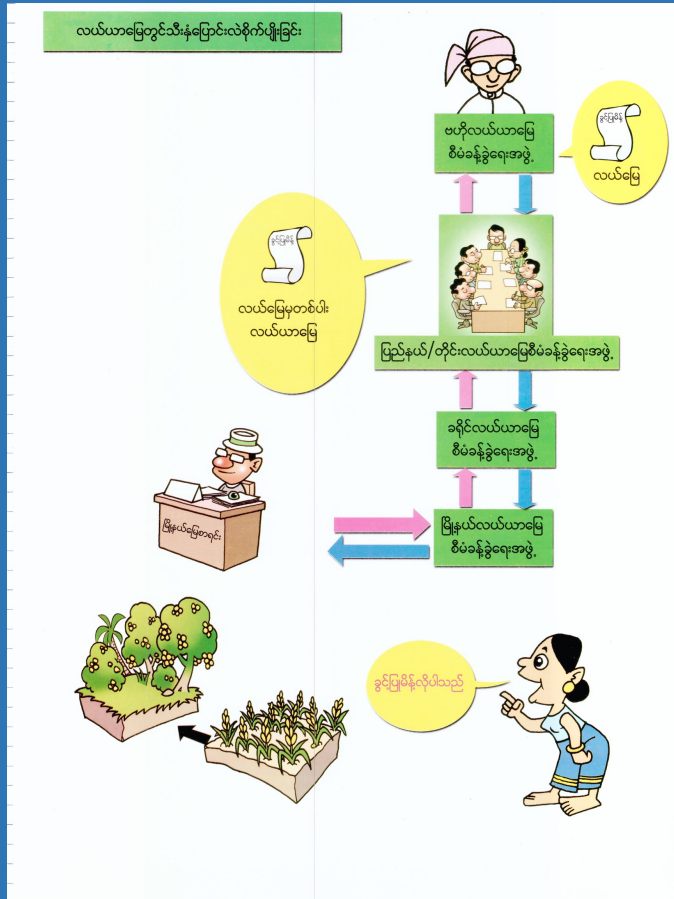 လယ်ယာမြေတွင်သီးနှံပြောင်းလဲစိုက်ပျိုးခြင်း
ဗဟိုလယ်ယာမြေ
စီမံခန့်ခွဲရေးအဖွဲ့
ခွင့်ပြုမိန့်
လယ်မြေ
ခွင့်ပြုမိန့်
လယ်မြေမှတစ်ပါး
လယ်ယာမြေ
ပြည်နယ်/တိုင်းလယ်ယာမြေစီမံခန့်ခွဲရေးအဖွဲ့
ခရိုင်လယ်ယာမြေ
စီမံခန့်ခွဲရေးအဖွဲ့
မြို့နယ်မြေစာရင်း
မြို့နယ်လယ်ယာမြေ
စီမံခန့်ခွဲရေးအဖွဲ့
ခွင့်ပြုမိန့်လိုပါသည်